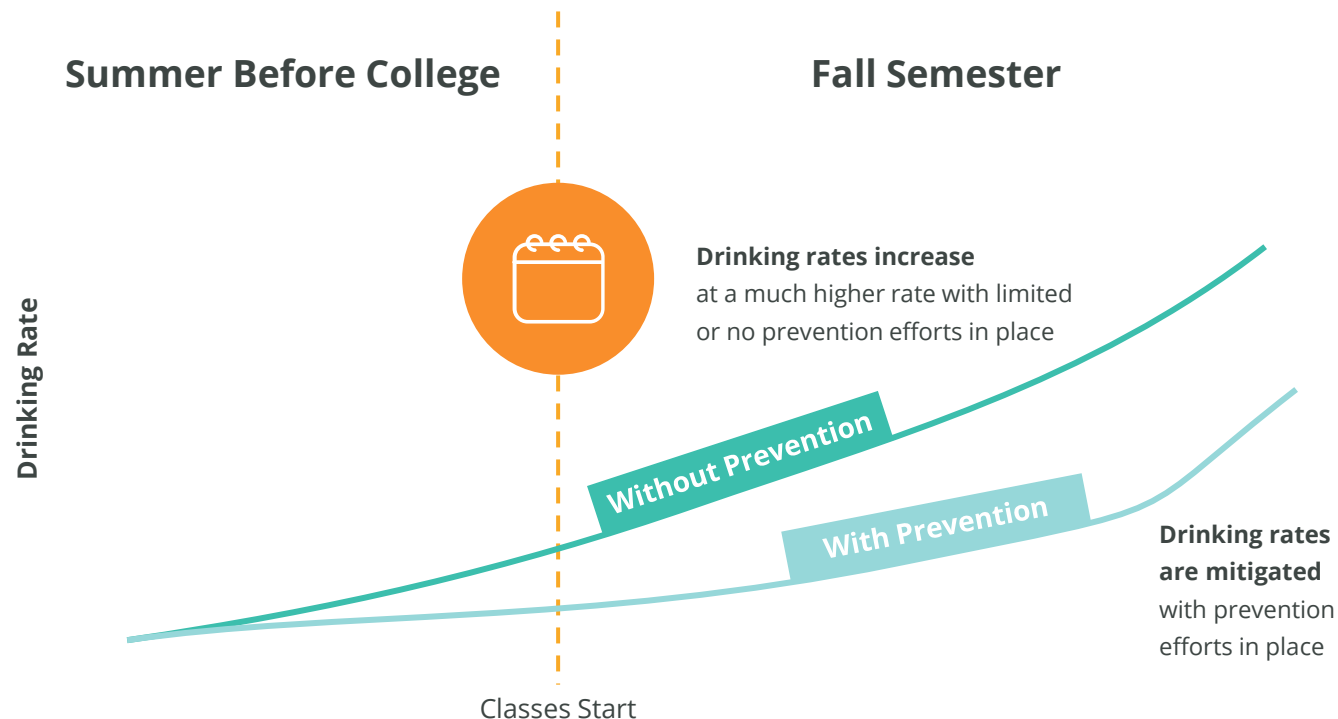 Summer Before College
Fall Semester
Drinking Rate
Drinking rates increase
at a much higher rate with limited
or no prevention efforts in place
Without Prevention
With Prevention
Drinking rates
are mitigated
with prevention
efforts in place
Classes Start